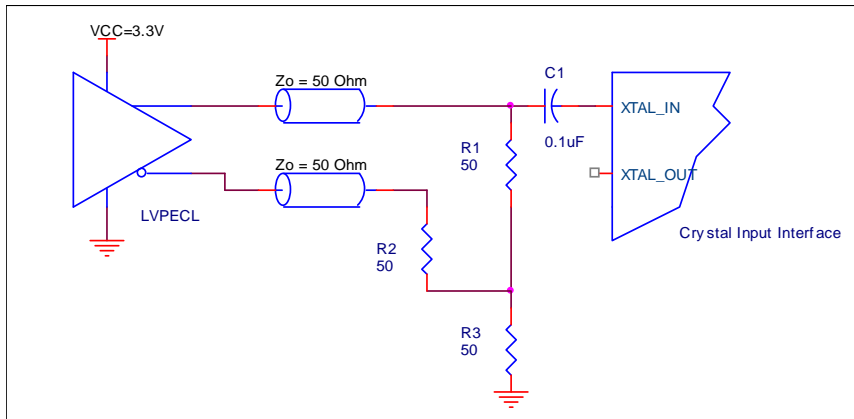 VCC=3.3V
Zo = 50 Ohm
C1
0.1uF
XTAL_IN
R1
50
Zo = 50 Ohm
XTAL_OUT
LVPECL
Crystal Input Interface
R2
50
R3
50